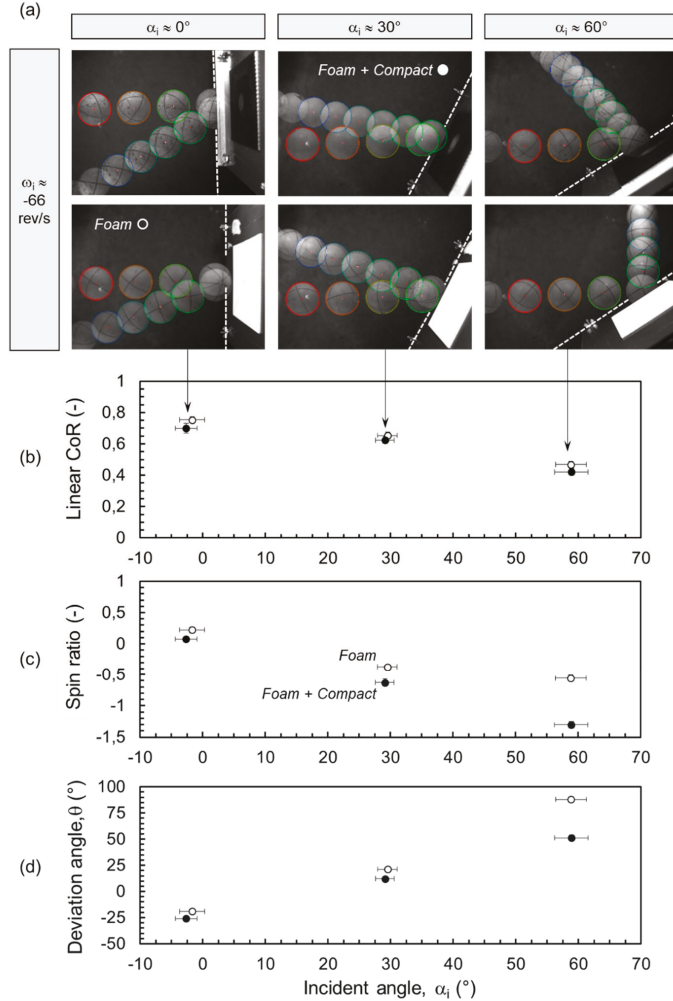 (a)
αᵢ ≈ 0°
αᵢ ≈ 30°
αᵢ ≈ 60°
ωᵢ ≈
-66
rev/s
Foam + Compact
Foam
(b)
Linear CoR (-)
1
0,8
0,6
0,4
0,2
0
-10
0
10
20
30
40
50
60
70
(c)
Spin ratio (-)
1
0,5
0
-0,5
-1
-1,5
Foam
Foam + Compact
-10
0
10
20
30
40
50
60
70
(d)
Deviation angle,θ (°)
100
75
50
25
0
-25
-50
-10
0
10
20
30
40
50
60
70
Incident angle, αᵢ (°)